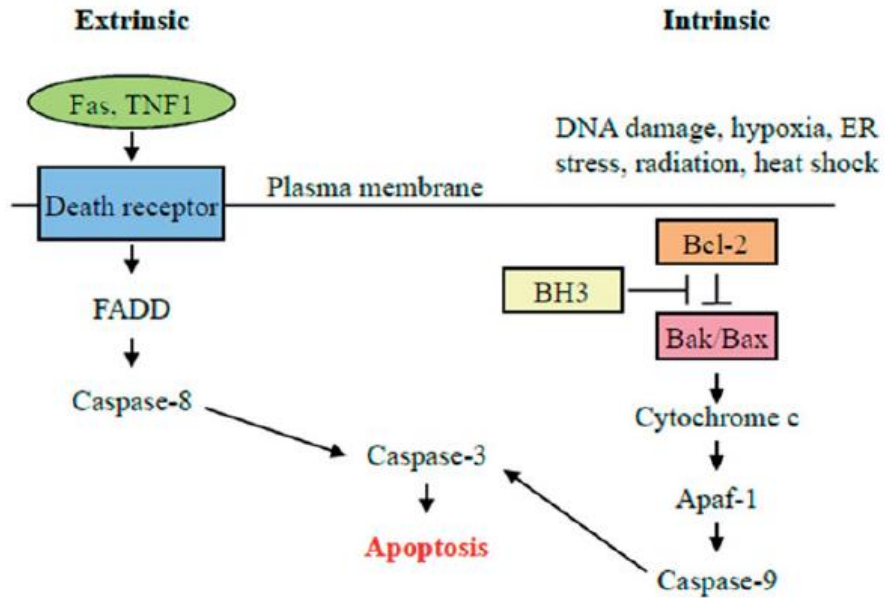 Extrinsic
Intrinsic
Fas, TNF1
DNA damage, hypoxia, ER
stress, radiation, heat shock
Plasma membrane
Death receptor
Bcl-2
BH3
FADD
Bak/Bax
Caspase-8
Cytochrome c
Caspase-3
Apaf-1
Apoptosis
Caspase-9